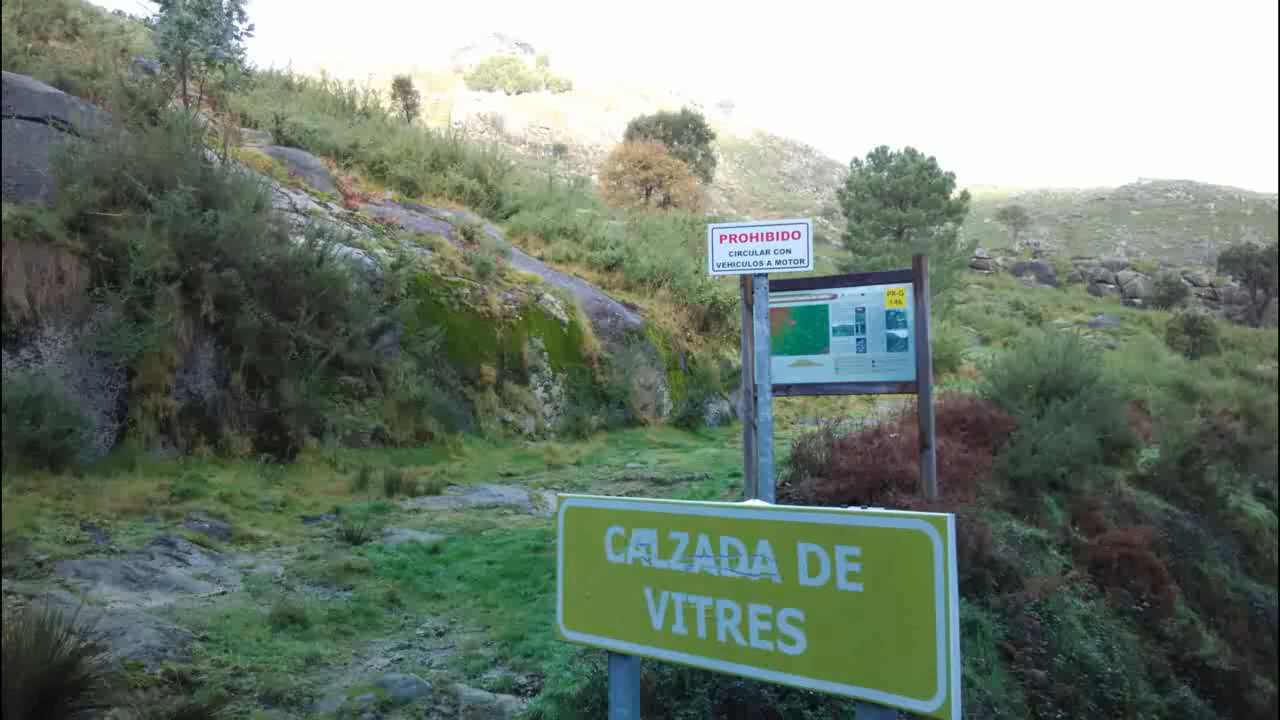 PROHIBIDO
CIRCULAR CON
VEHICULOS A MOTOR
PR-G
146
CALZADA DE
VITRES